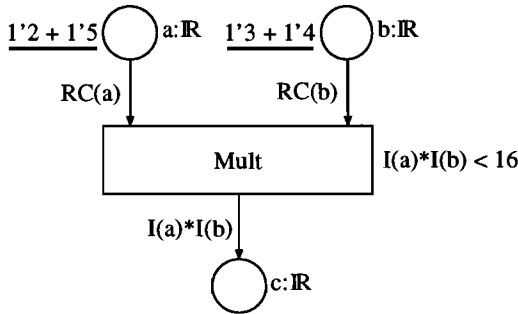 1'2 + 1'5 a:ℝ 1'3 + 1'4 b:ℝ
RC(a) RC(b)
Mult I(a)*I(b) < 16
I(a)*I(b)
c:ℝ